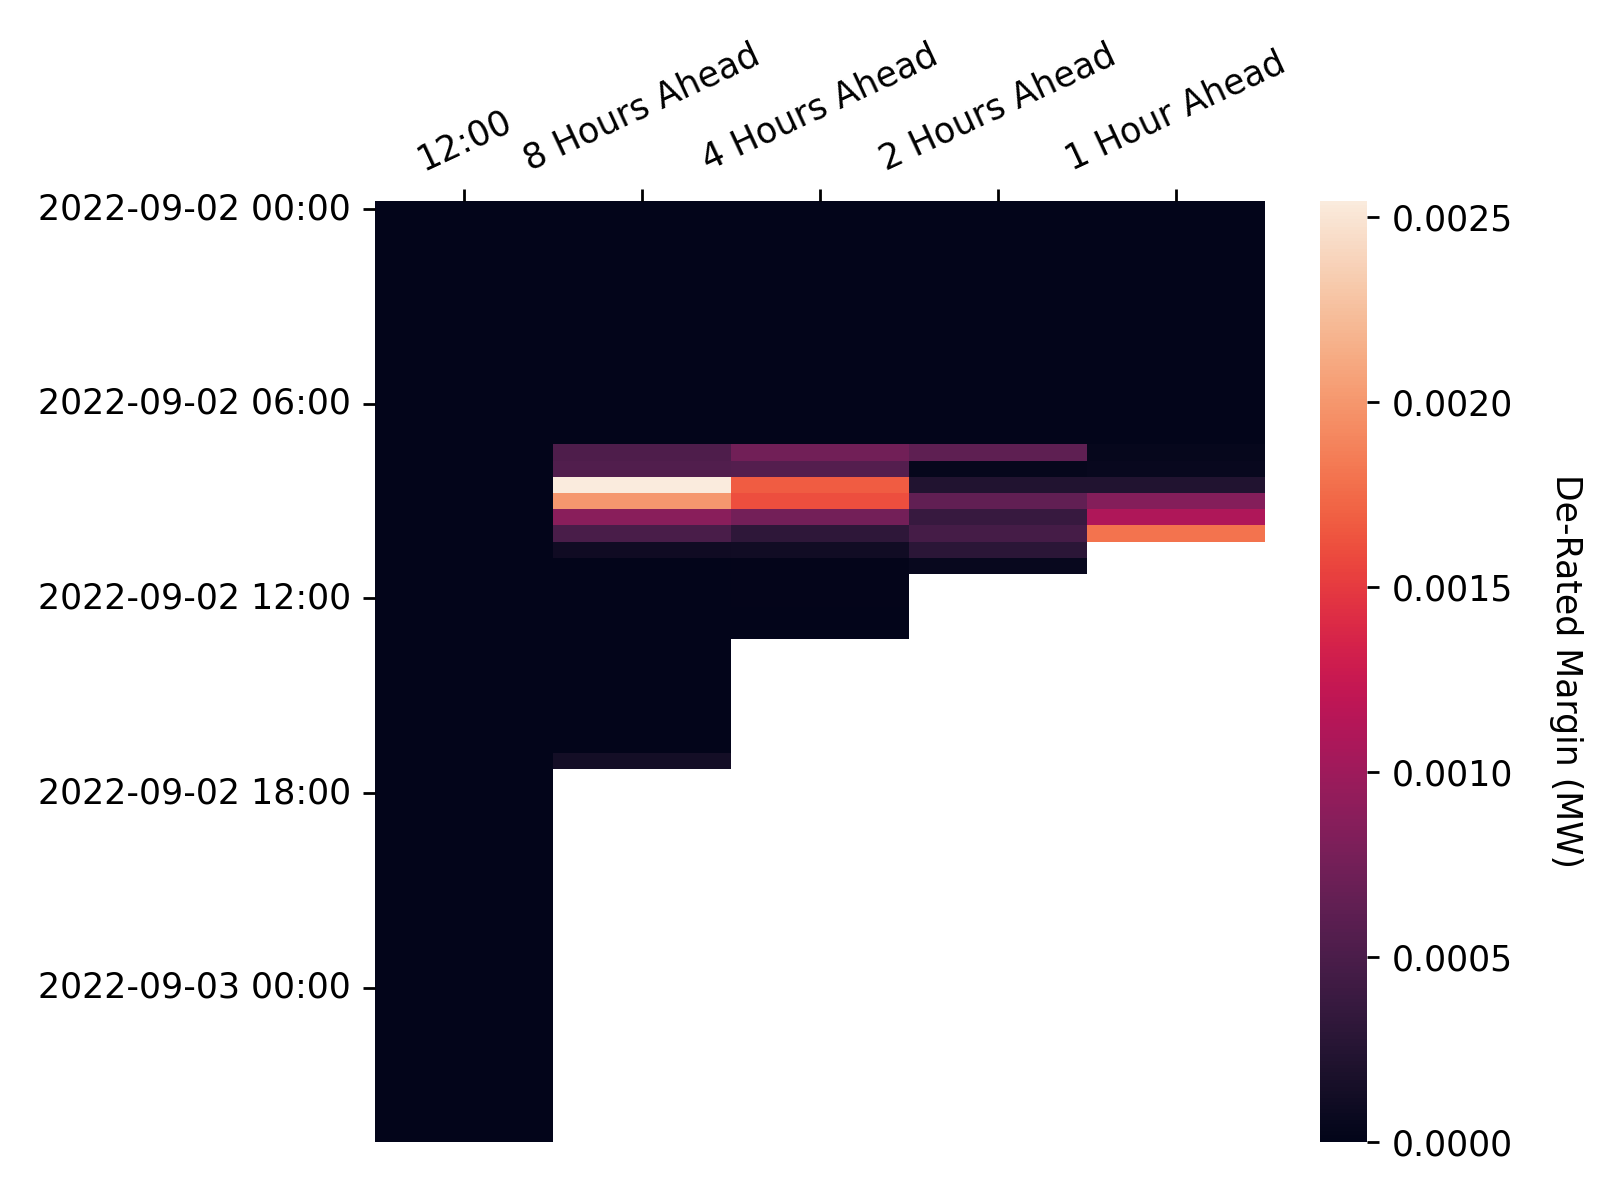 12:00
8 Hours Ahead
4 Hours Ahead
2 Hours Ahead
1 Hour Ahead
2022-09-02 00:00
2022-09-02 06:00
2022-09-02 12:00
2022-09-02 18:00
2022-09-03 00:00
0.0025
0.0020
0.0015
0.0010
0.0005
0.0000
De-Rated Margin (MW)